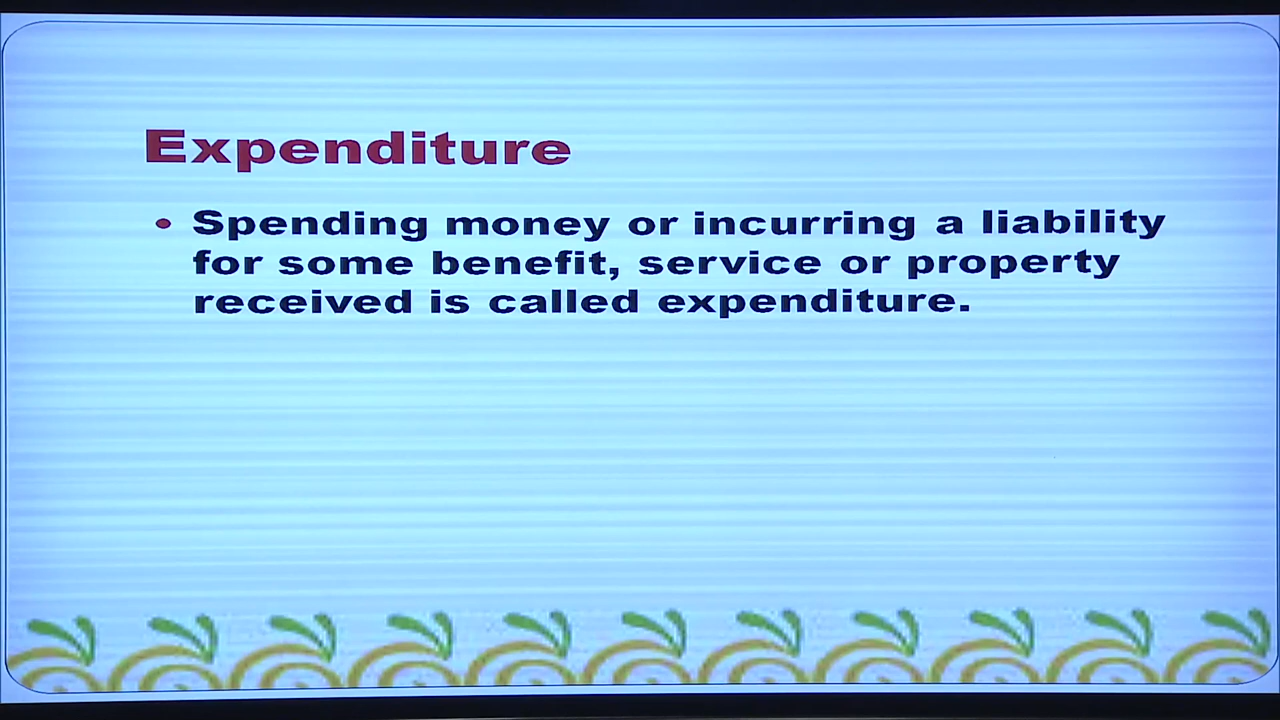 Expenditure
• Spending money or incurring a liability
for some benefit, service or property
received is called expenditure.